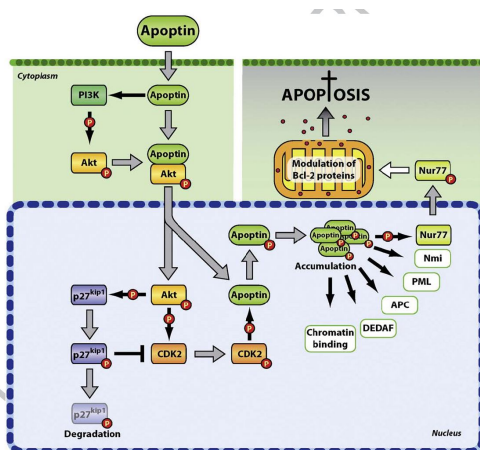 Apoptin
Cytoplasm
PI3K
Apoptin
P
Akt
P
Apoptin
Akt
P
APOPTOSIS
Modulation of
Bcl-2 proteins
Nur77
P
Apoptin
P
Apoptin
Apoptin
Apoptin
Apoptin
P
P
P
P
Nur77
Accumulation
Nmi
PML
APC
DEDAF
Chromatin
binding
p27kip1
P
Akt
P
Apoptin
P
P
p27kip1
P
CDK2
CDK2
P
p27kip1
P
Degradation
Nucleus